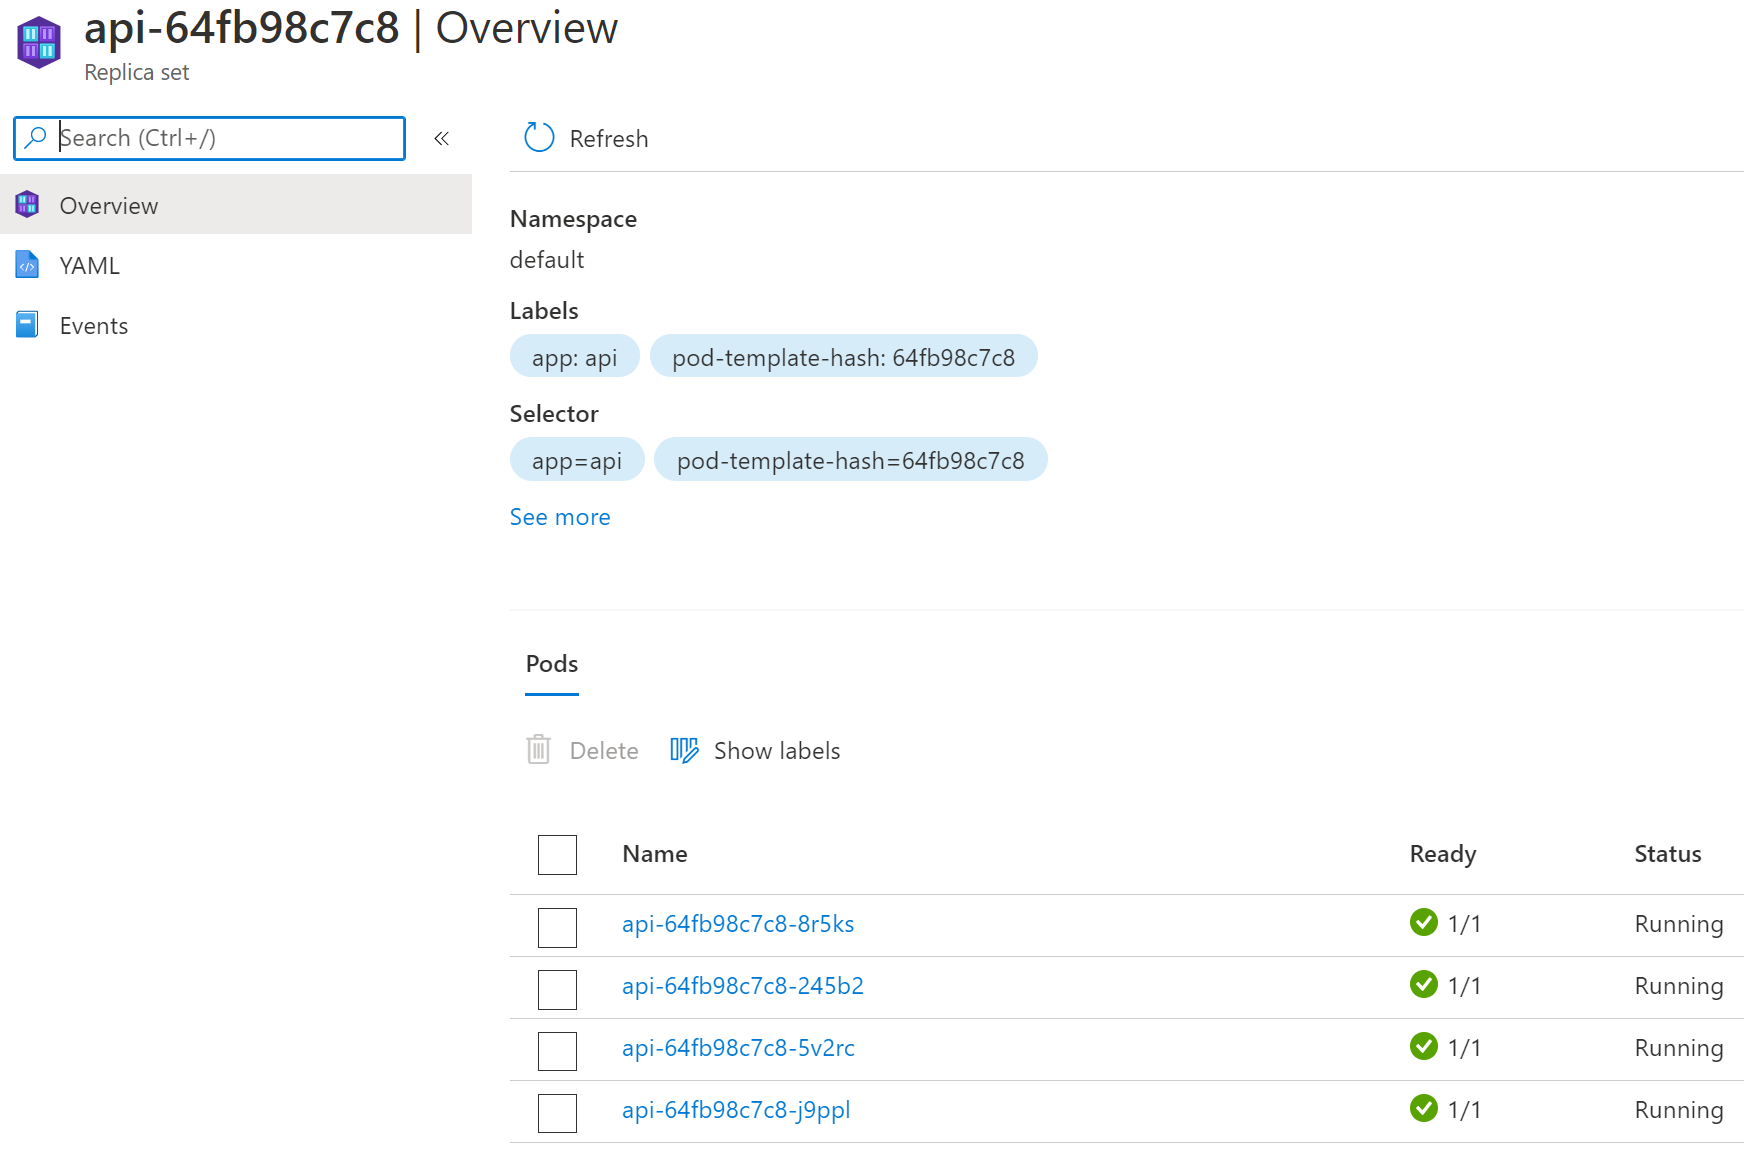 api-64fb98c7c8 | Overview
Replica set
Search (Ctrl+/)
«
Refresh
Overview
YAML
Events
Namespace
default
Labels
app: api
pod-template-hash: 64fb98c7c8
Selector
app=api
pod-template-hash=64fb98c7c8
See more
Pods
Delete
Show labels
Name Ready Status
api-64fb98c7c8-8r5ks 1/1 Running
api-64fb98c7c8-245b2 1/1 Running
api-64fb98c7c8-5v2rc 1/1 Running
api-64fb98c7c8-j9ppl 1/1 Running